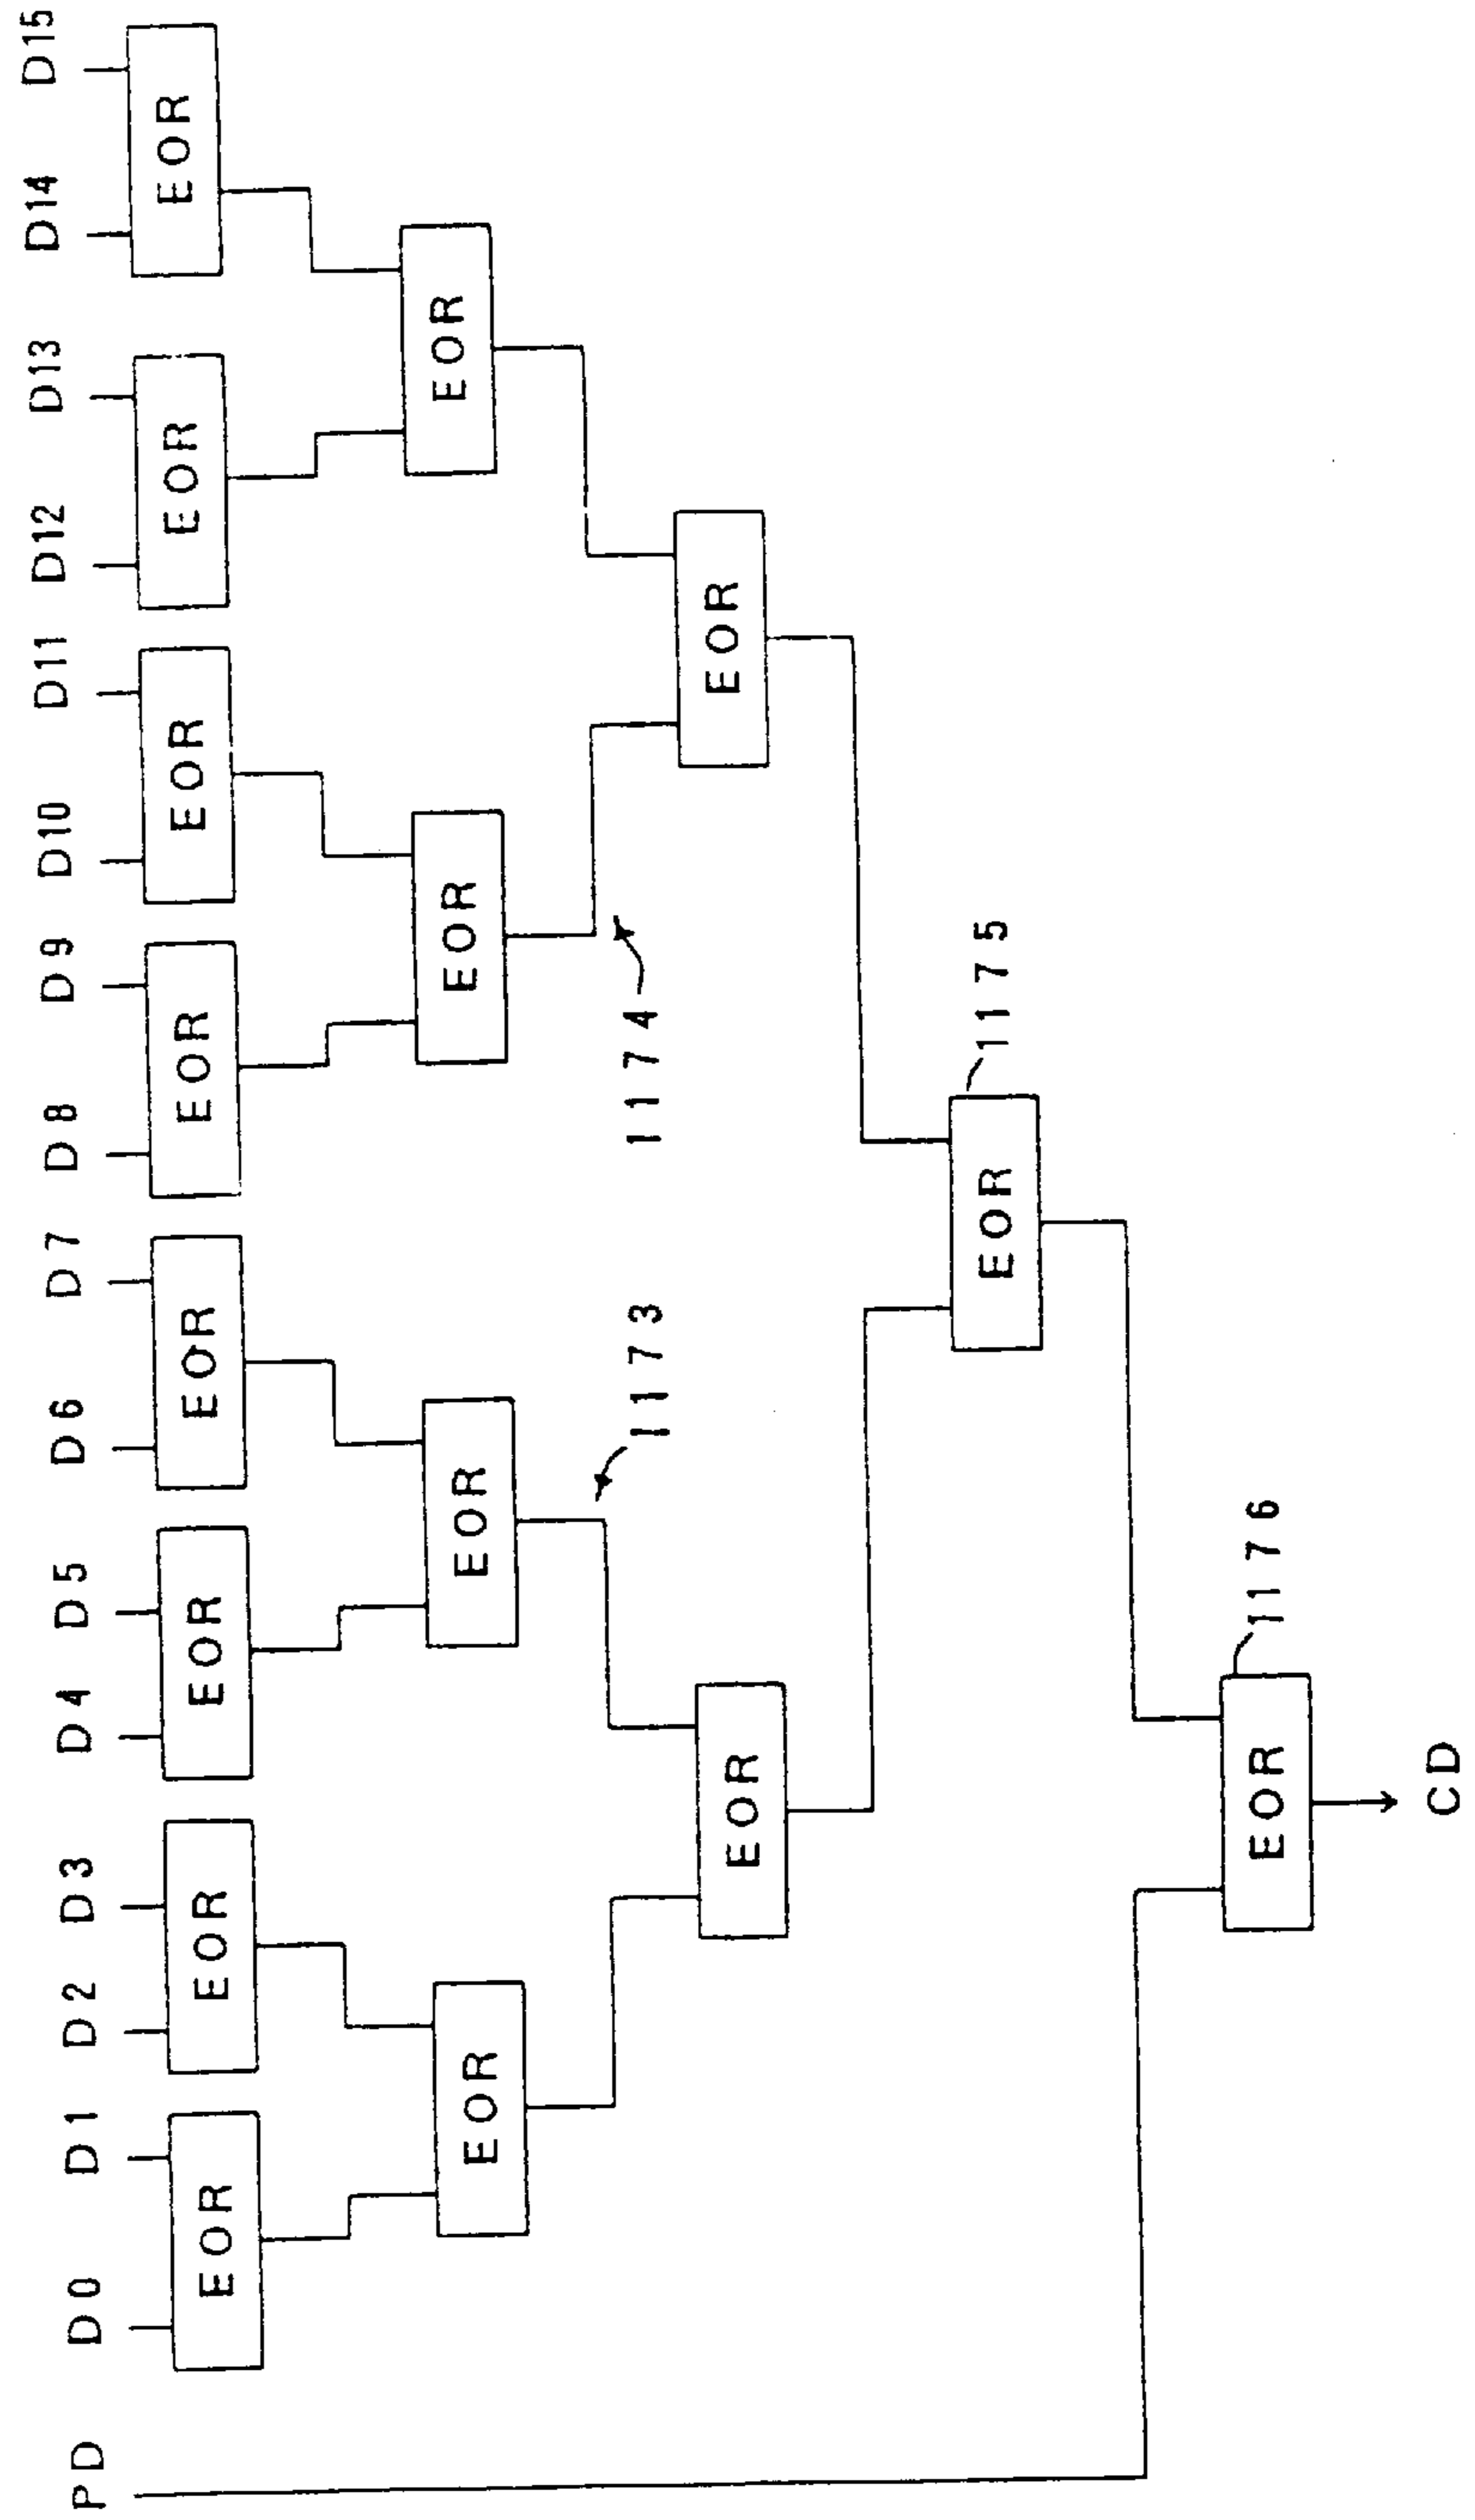 PD D0 D1 D2 D3 D4 D5 D6 D7 D8 D9 D10 D11 D12 D13 D14 D15
EOR EOR EOR EOR EOR EOR EOR EOR
EOR EOR EOR EOR
1173 1174
EOR EOR
EOR 1175
EOR 1176
CD